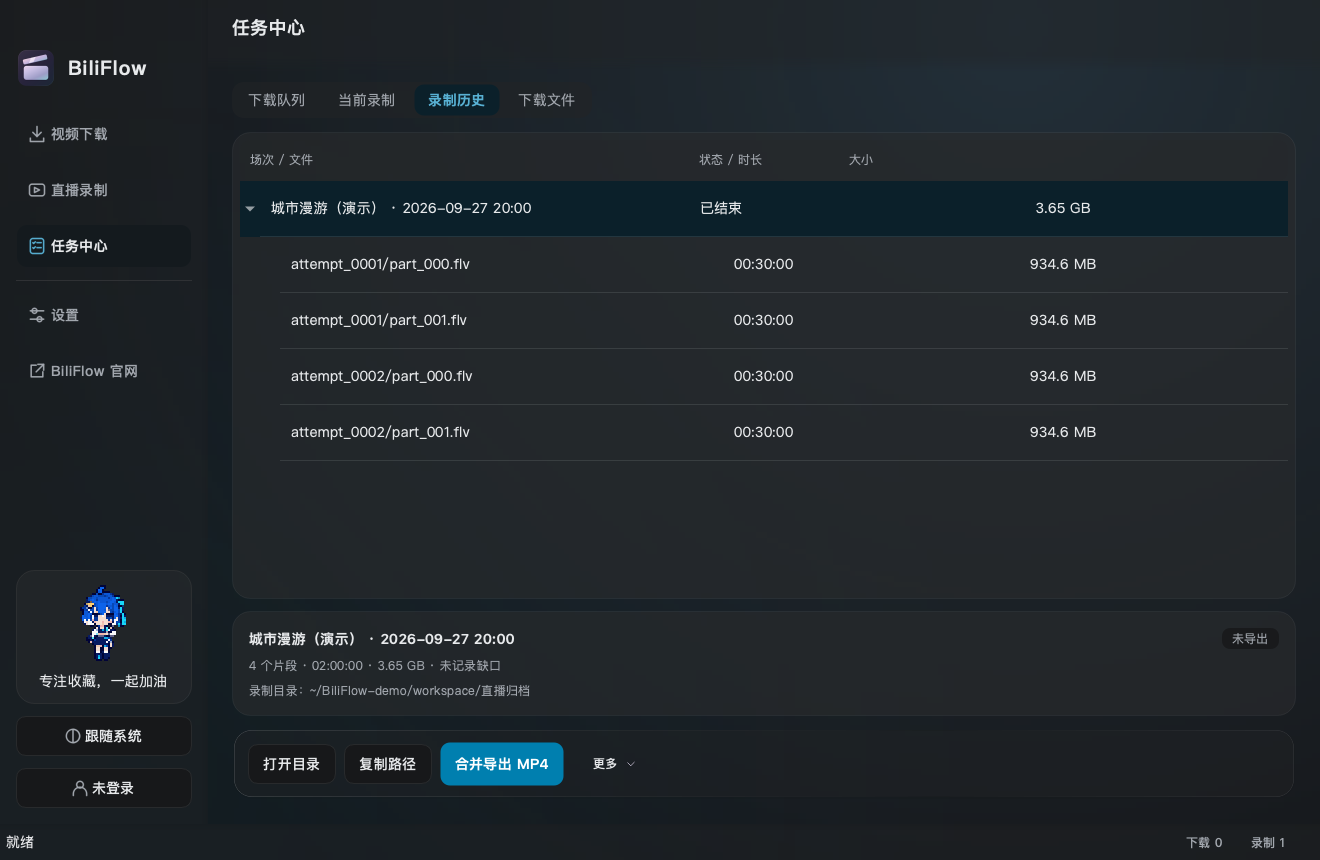 任务中心
BiliFlow
视频下载
直播录制
任务中心
设置
BiliFlow 官网
专注收藏，一起加油
跟随系统
未登录
下载队列 当前录制 录制历史 下载文件
场次 / 文件 状态 / 时长 大小
城市漫游（演示） · 2026-09-27 20:00 已结束 3.65 GB
attempt_0001/part_000.flv 00:30:00 934.6 MB
attempt_0001/part_001.flv 00:30:00 934.6 MB
attempt_0002/part_000.flv 00:30:00 934.6 MB
attempt_0002/part_001.flv 00:30:00 934.6 MB
城市漫游（演示） · 2026-09-27 20:00 未导出
4 个片段 · 02:00:00 · 3.65 GB · 未记录缺口
录制目录：~/BiliFlow-demo/workspace/直播归档
打开目录 复制路径 合并导出 MP4 更多
就绪 下载 0 录制 1